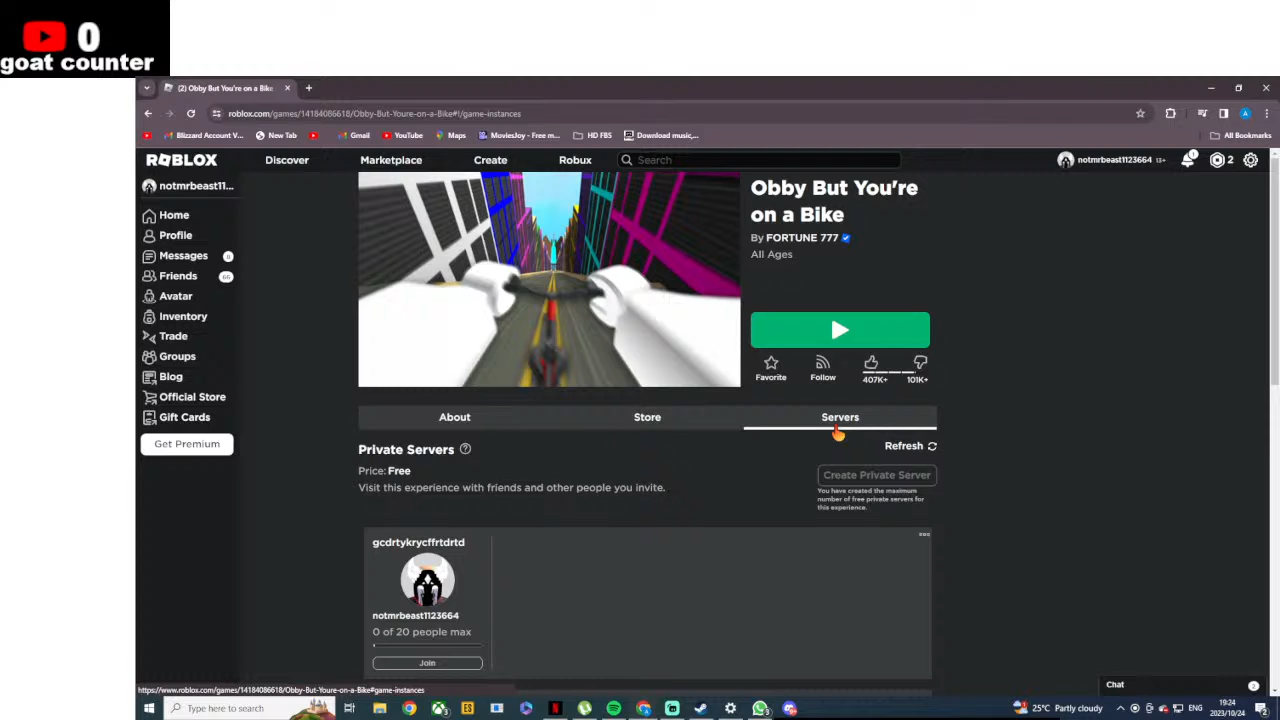 0
goat counter
(2) Obby But You're on a Bike
roblox.com/games/14184086618/Obby-But-Youre-on-a-Bike#!/game-instances
Blizzard Account V... New Tab Gmail YouTube Maps MoviesJoy - Free m... HD FBS Download music,... All Bookmarks
ROBLOX Discover Marketplace Create Robux Search notmrbeast1123664 13+ 1 2
notmrbeast11...
Home
Profile
Messages
Friends 66
Avatar
Inventory
Trade
Groups
Blog
Official Store
Gift Cards
Get Premium
Obby But You're
on a Bike
By FORTUNE 777
All Ages
Favorite Follow 407K+ 101K+
About Store Servers
Private Servers Refresh
Price: Free
Visit this experience with friends and other people you invite.
Create Private Server
You have created the maximum
number of free private servers for
this experience.
gcdrtykrycffrtdrtd
notmrbeast1123664
0 of 20 people max
Join
Chat
https://www.roblox.com/games/14184086618/Obby-But-Youre-on-a-Bike#game-instances
Type here to search
25°C Partly cloudy
19:24
2023/10/24